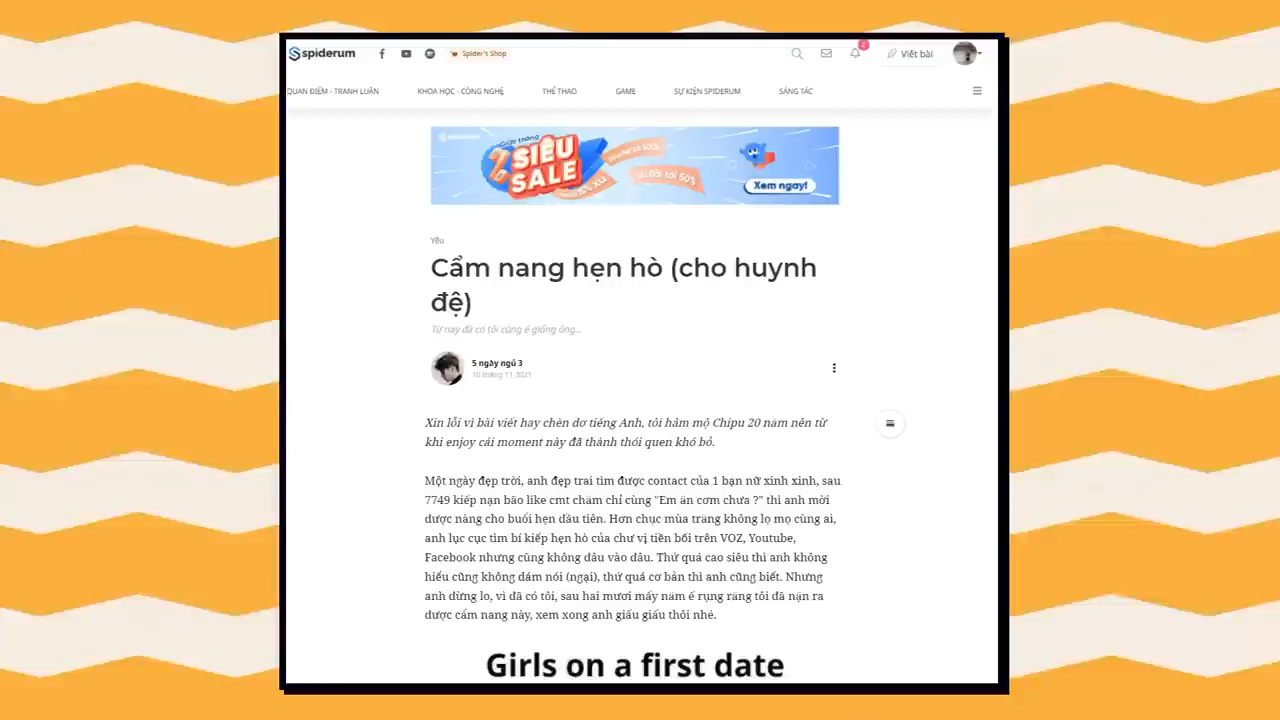 spiderum
Spider's Shop
4
Viết bài
QUAN ĐIỂM - TRANH LUẬN
KHOA HỌC - CÔNG NGHỆ
THỂ THAO
GAME
SỰ KIỆN SPIDERUM
SÁNG TÁC
Giữa tháng
SIÊU
SALE
Xem ngay!
Yêu
Cẩm nang hẹn hò (cho huynh
đệ)
Từ nay đã có tôi cũng ế giống ông...
5 ngày ngủ 3
10 tháng 11 2021
Xin lỗi vì bài viết hay chèn dơ tiếng Anh, tôi hâm mộ Chipu 20 năm nên từ
khi enjoy cái moment này đã thành thói quen khó bỏ.
Một ngày đẹp trời, anh đẹp trai tìm được contact của 1 bạn nữ xinh xinh, sau
7749 kiếp nạn bão like cmt chăm chỉ cùng "Em ăn cơm chưa ?" thì anh mời
được nàng cho buổi hẹn đầu tiên. Hơn chục mùa trăng không lọ mọ cùng ai,
anh lục cục tìm bí kiếp hẹn hò của chư vị tiền bối trên VOZ, Youtube,
Facebook nhưng cũng không đâu vào đâu. Thứ quá cao siêu thì anh không
hiểu cũng không dám nói (ngại), thứ quá cơ bản thì anh cũng biết. Nhưng
anh đừng lo, vì đã có tôi, sau hai mươi mấy năm ế rụng răng tôi đã nặn ra
được cẩm nang này, xem xong anh giấu giấu thôi nhé.
Girls on a first date